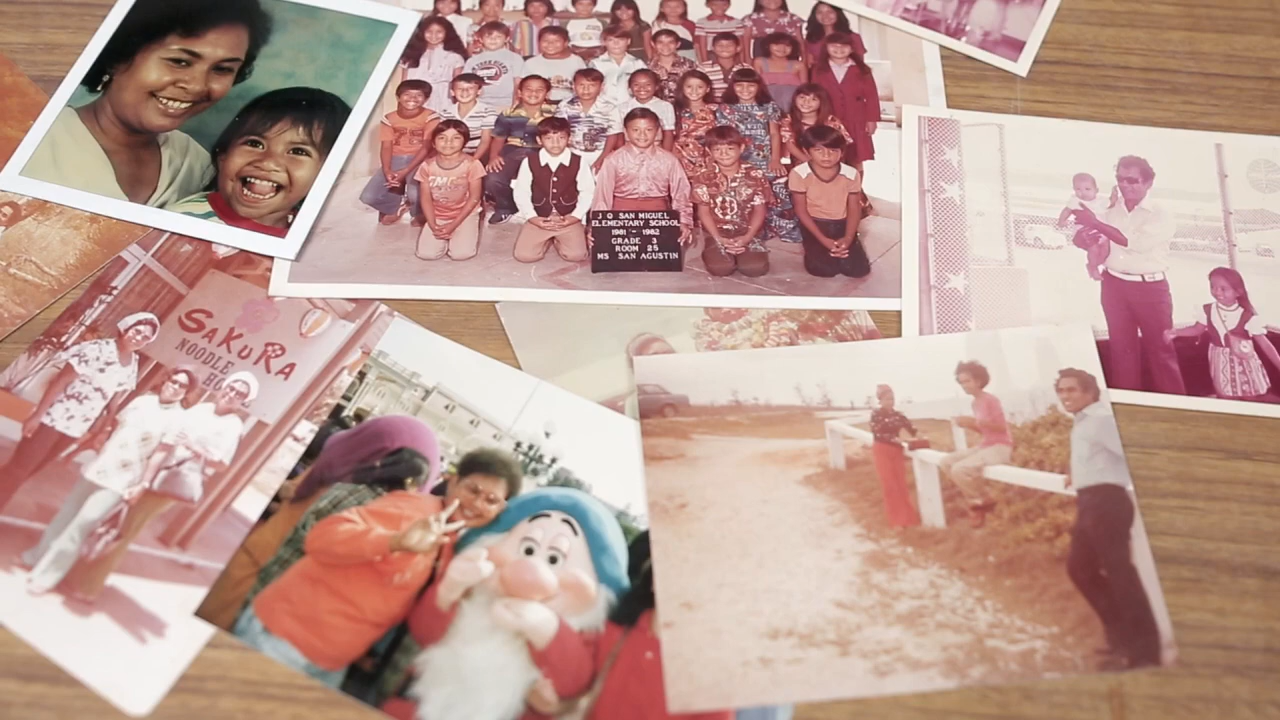 J Q SAN MIGUEL
ELEMENTARY SCHOOL
1981 - 1982
GRADE 3
ROOM 25
MS SAN AGUSTIN
SAKURA
NOODLE